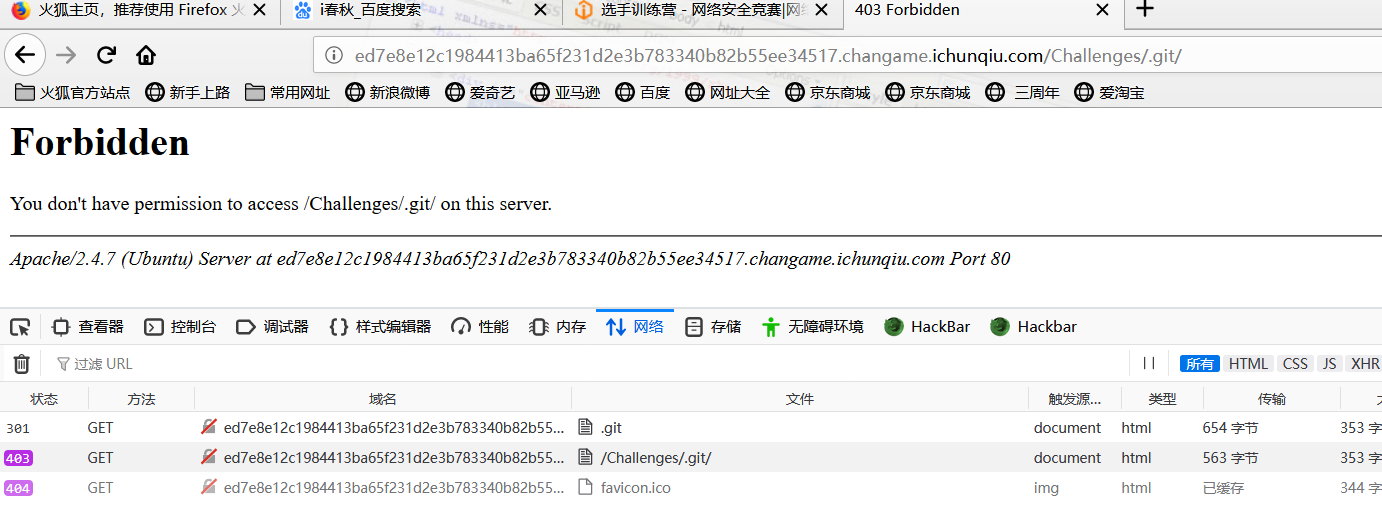 火狐主页，推荐使用 Firefox 火
i春秋_百度搜索
选手训练营 - 网络安全竞赛|网络
403 Forbidden
ed7e8e12c1984413ba65f231d2e3b783340b82b55ee34517.changame.ichunqiu.com/Challenges/.git/
火狐官方站点 新手上路 常用网址 新浪微博 爱奇艺 亚马逊 百度 网址大全 京东商城 京东商城 三周年 爱淘宝
Forbidden
You don't have permission to access /Challenges/.git/ on this server.
Apache/2.4.7 (Ubuntu) Server at ed7e8e12c1984413ba65f231d2e3b783340b82b55ee34517.changame.ichunqiu.com Port 80
查看器 控制台 调试器 样式编辑器 性能 内存 网络 存储 无障碍环境 HackBar Hackbar
过滤 URL 所有 HTML CSS JS XHR
状态 方法 域名 文件 触发源... 类型 传输
301 GET ed7e8e12c1984413ba65f231d2e3b783340b82b55... .git document html 654 字节 353 字
403 GET ed7e8e12c1984413ba65f231d2e3b783340b82b55... /Challenges/.git/ document html 563 字节 353 字
404 GET ed7e8e12c1984413ba65f231d2e3b783340b82b55... favicon.ico img html 已缓存 344 字